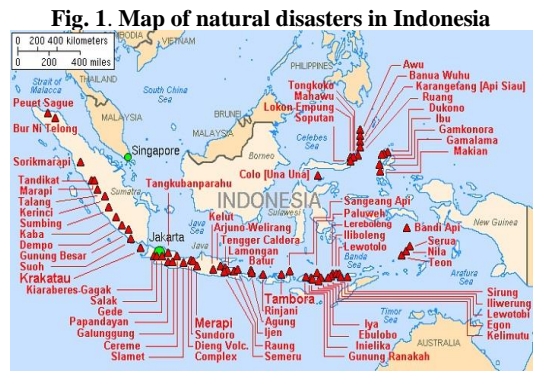 Fig. 1. Map of natural disasters in Indonesia
0 200 400 kilometers
0 200 400 miles
CAMBODIA
VIETNAM
THAILAND
Strait of
Malacca
South China
Sea
MALAYSIA
BRUNEI
MALAYSIA
PHILIPPINES
Peuet Sague
Bur Ni Telong
Singapore
Sorikmarapi
Tandikat
Marapi
Talang
Kerinci
Sumbing
Kaba
Dempo
Gunung Besar
Suoh
Krakatau
Kiaraberes-Gagak
Salak
Gede
Papandayan
Galunggung
Cereme
Slamet
Sumatra
Tangkubanparahu
Jakarta
Java
Sea
Java
Borneo
INDONESIA
Sulawesi
Celebes
Sea
Tongkoko
Mahawu
Lokon Empung
Soputan
Colo [Una Una]
Awu
Banua Wuhu
Karangetang [Api Siau]
Ruang
Dukono
Ibu
Gamkonora
Gamalama
Makian
Kelut
Arjuno-Welirang
Tengger Caldera
Lamongan
Batur
Sangeang Api
Paluweh
Lereboleng
Iliboleng
Lewotolo
Banda
Sea
Bandi Api
Serua
Nila
Teon
New Guinea
Arafura
Sea
Merapi
Sundoro
Dieng Volc.
Complex
Tambora
Rinjani
Agung
Ijen
Raung
Semeru
Iya
Ebulobo
Inielika
Gunung Ranakah
Sirung
Iliwerung
Lewotobi
Egon
Kelimutu
Timor
Sea
Indian
Ocean
AUSTRALIA